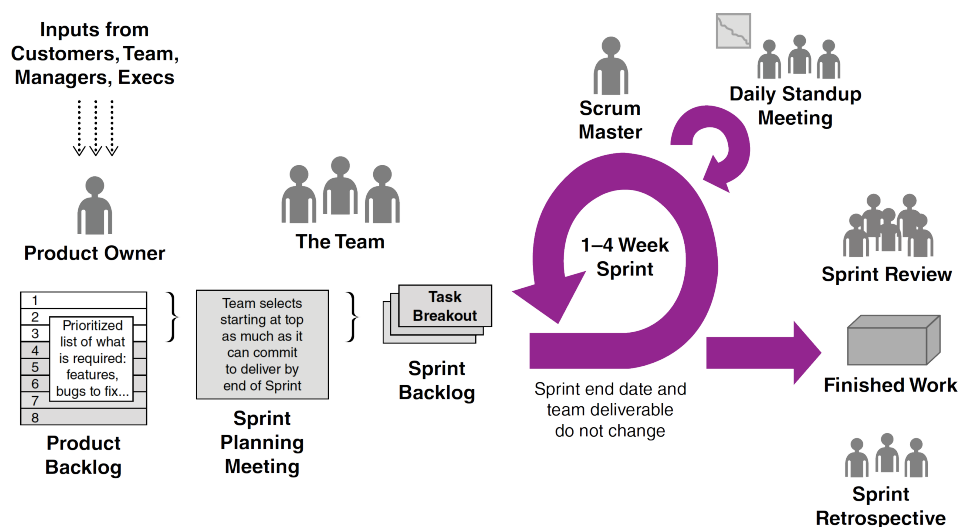 Inputs from
Customers, Team,
Managers, Execs
Product Owner
The Team
Scrum
Master
Daily Standup
Meeting
1–4 Week
Sprint
Sprint Review
1
2
3
4
5
6
7
8
Prioritized
list of what
is required:
features,
bugs to fix...
Product
Backlog
Team selects
starting at top
as much as it
can commit
to deliver by
end of Sprint
Sprint
Planning
Meeting
Task
Breakout
Sprint
Backlog
Sprint end date and
team deliverable
do not change
Finished Work
Sprint
Retrospective